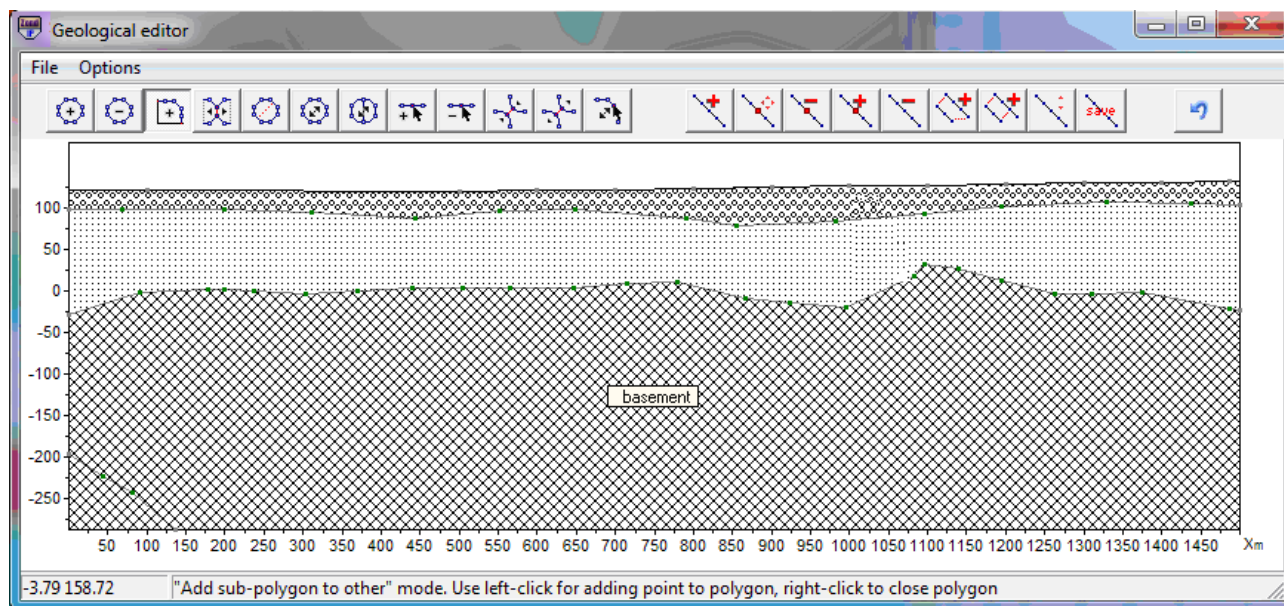 Geological editor
File Options
save
100
50
0
-50
-100
-150
-200
-250
basement
50 100 150 200 250 300 350 400 450 500 550 600 650 700 750 800 850 900 950 1000 1050 1100 1150 1200 1250 1300 1350 1400 1450 Xm
-3.79 158.72 "Add sub-polygon to other" mode. Use left-click for adding point to polygon, right-click to close polygon